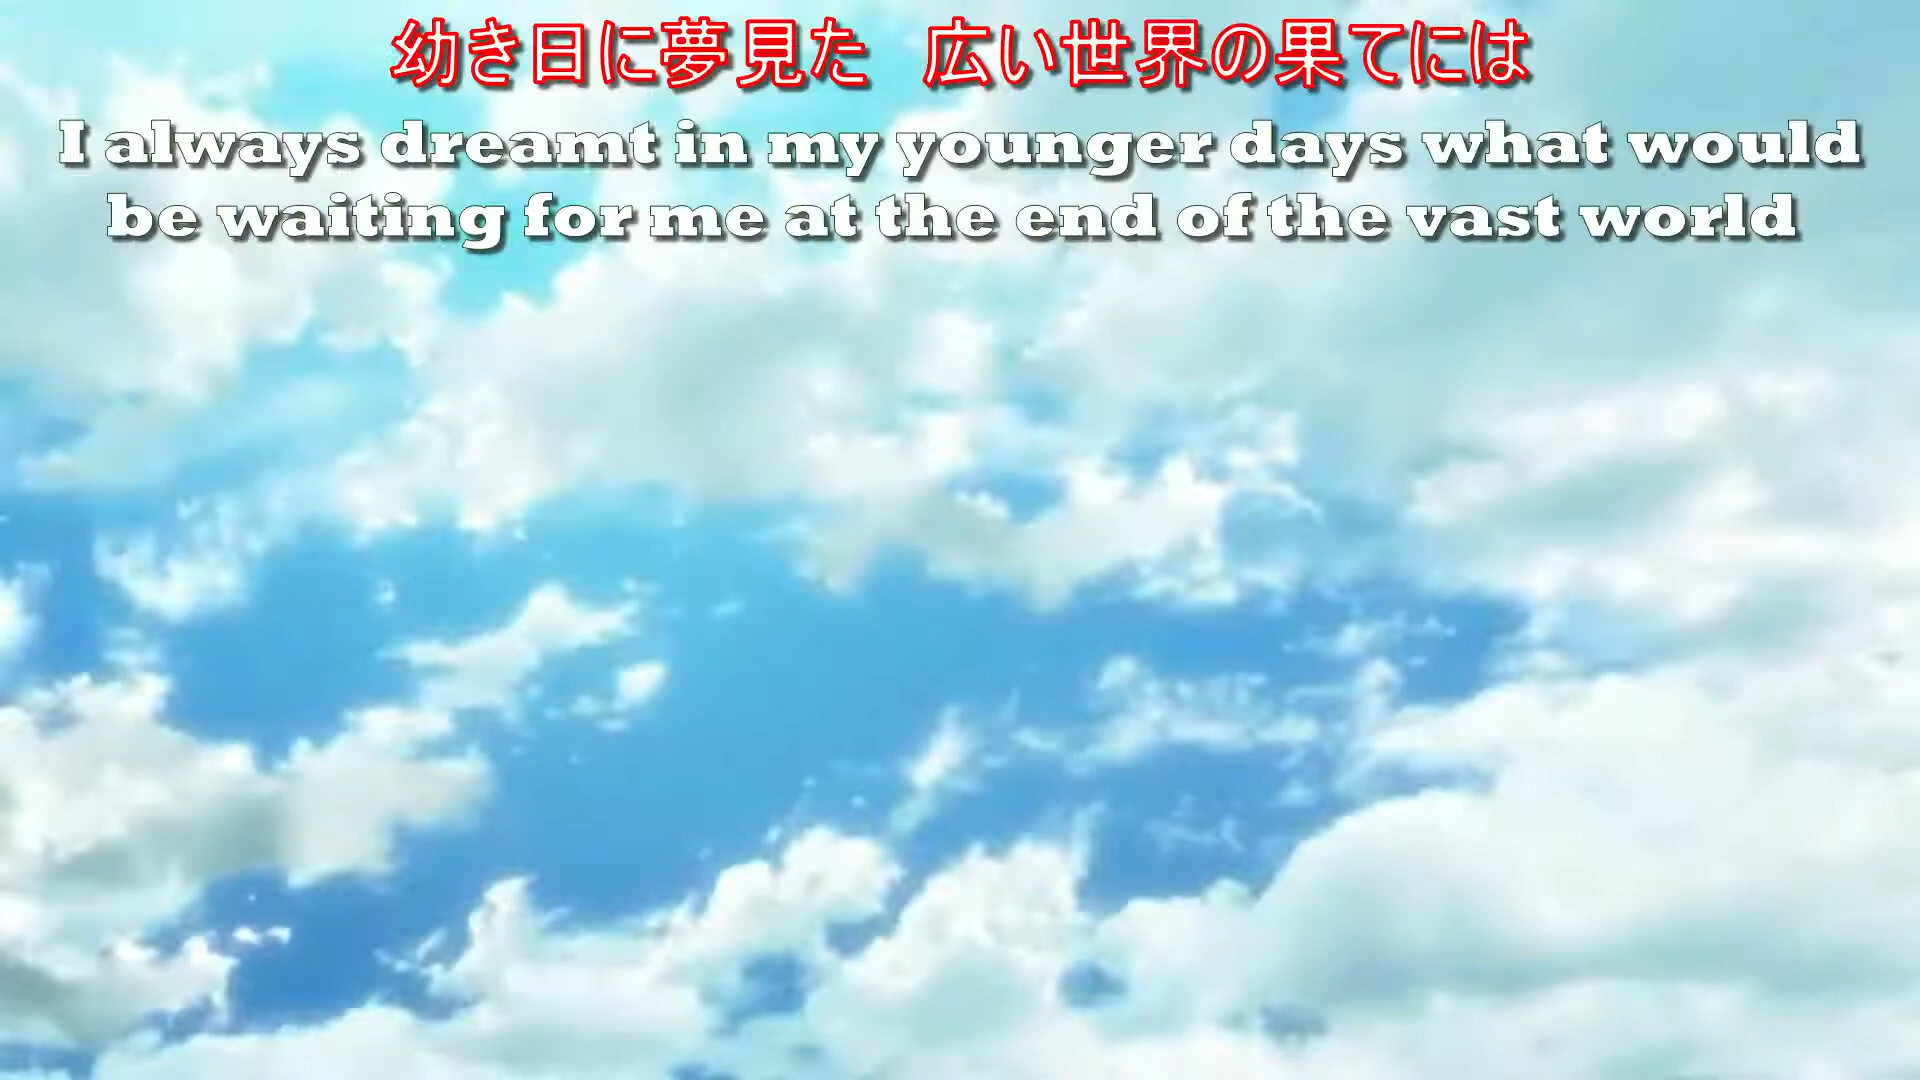 幼き日に夢見た　広い世界の果てには
I always dreamt in my younger days what would
be waiting for me at the end of the vast world